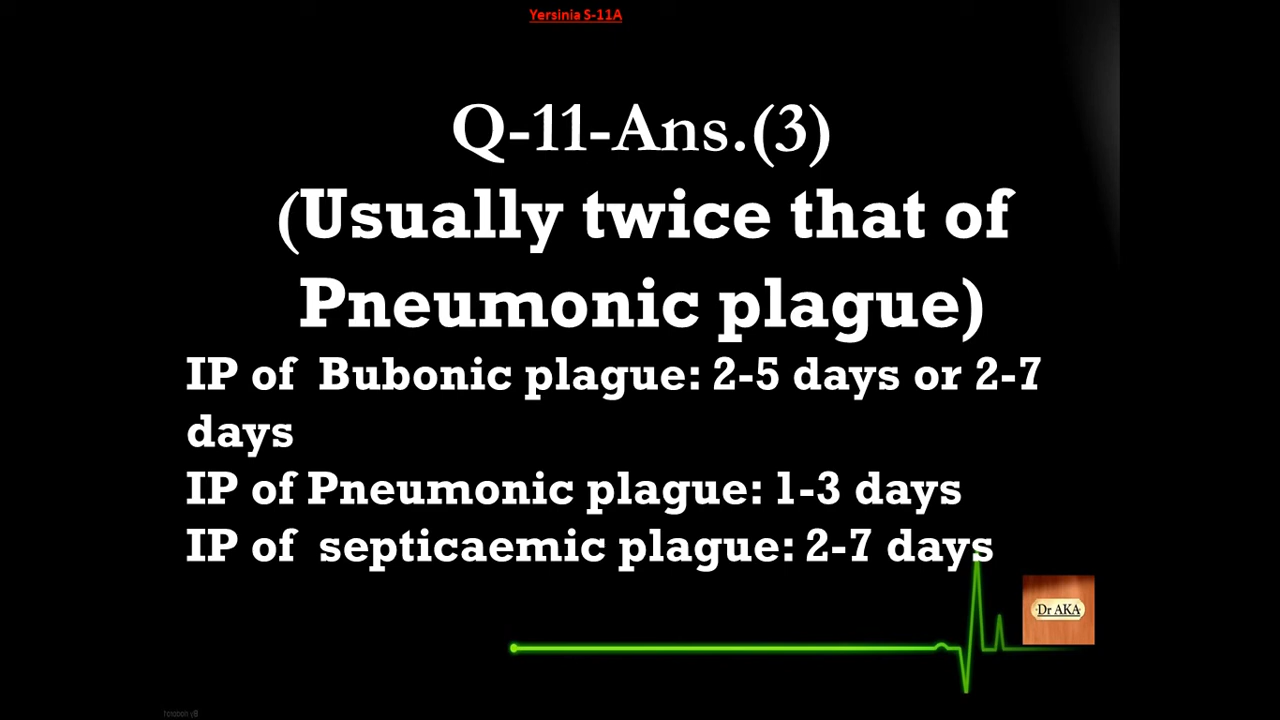 Yersinia S-11A
Q-11-Ans.(3)
(Usually twice that of
Pneumonic plague)
IP of Bubonic plague: 2-5 days or 2-7
days
IP of Pneumonic plague: 1-3 days
IP of septicaemic plague: 2-7 days
Dr AKA